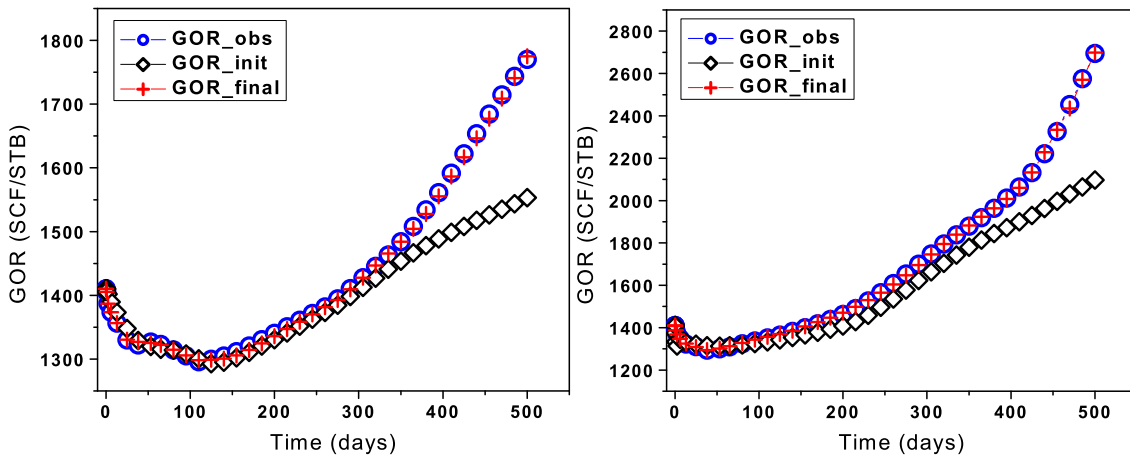 GOR_obs
GOR_init
GOR_final
1800
1700
1600
1500
1400
1300
GOR (SCF/STB)
0 100 200 300 400 500
Time (days)
GOR_obs
GOR_init
GOR_final
2800
2600
2400
2200
2000
1800
1600
1400
1200
GOR (SCF/STB)
0 100 200 300 400 500
Time (days)